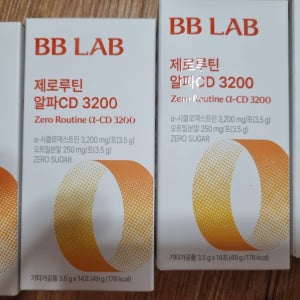 BB LAB
제로루틴
알파CD 3200
Zero Routine α-CD 3200
α-시클로덱스트린 3,200 mg/포(3.5 g)
오트밀분말 250 mg/포(3.5 g)
ZERO SUGAR
기타가공품 3.5 g x 14포 (49 g/178 kcal)
BB LAB
제로루틴
알파CD 3200
Zero Routine α-CD 3200
α-시클로덱스트린 3,200 mg/포(3.5 g)
오트밀분말 250 mg/포(3.5 g)
ZERO SUGAR
기타가공품 3.5 g x 14포 (49 g/178 kcal)